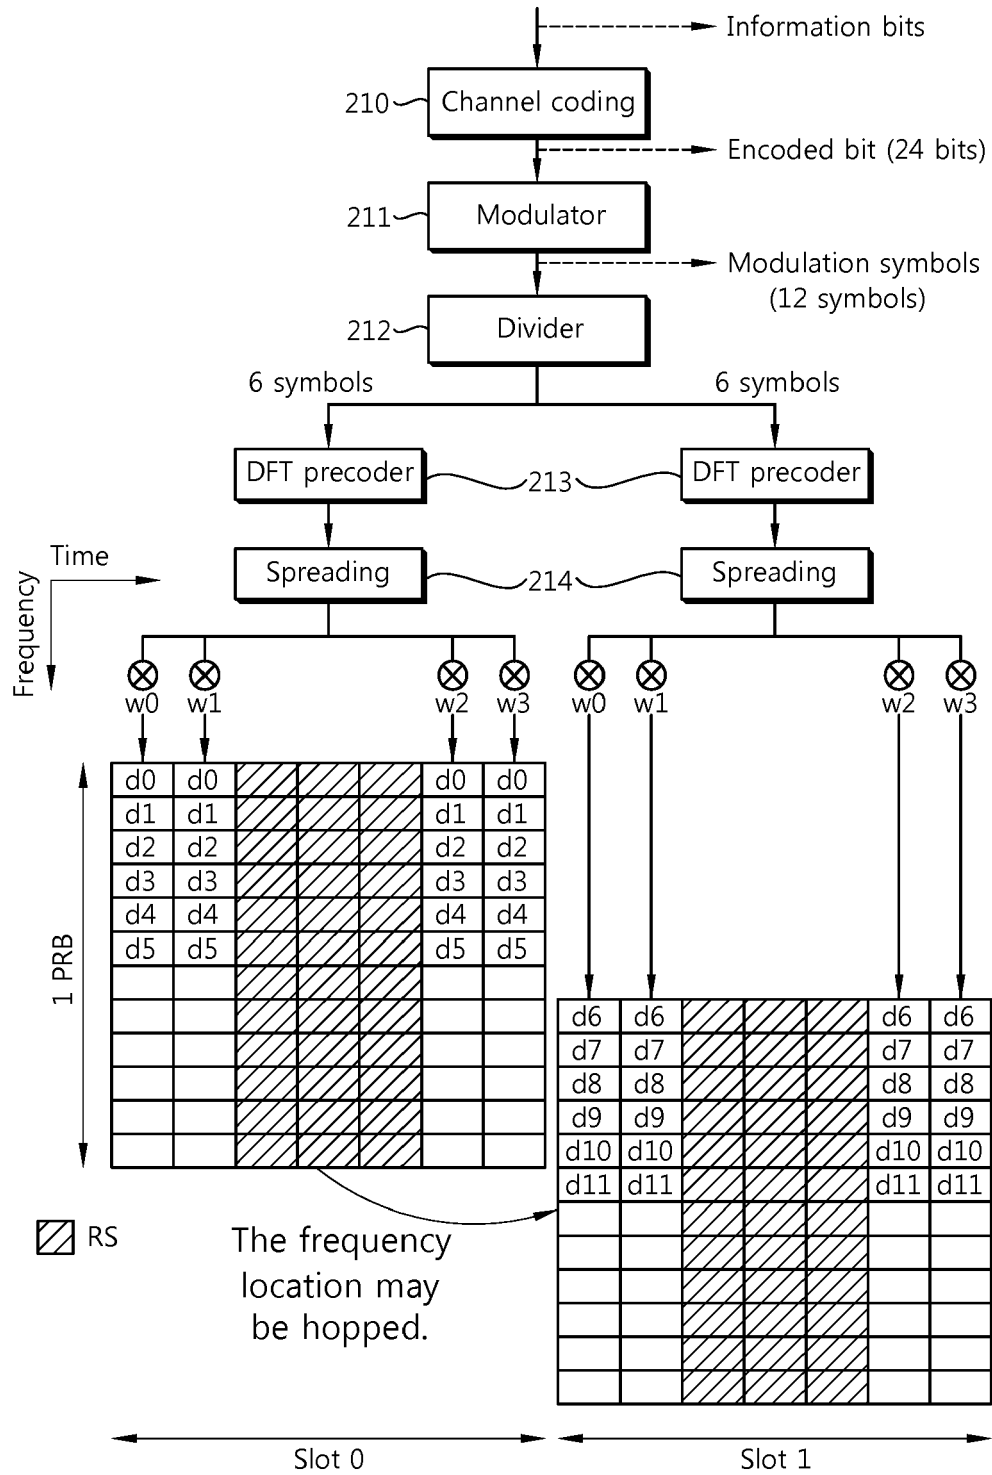 Information bits
210
Channel coding
Encoded bit (24 bits)
211
Modulator
Modulation symbols
(12 symbols)
212
Divider
6 symbols
6 symbols
DFT precoder
213
DFT precoder
Time
Frequency
Spreading
214
Spreading
w0 w1 w2 w3
w0 w1 w2 w3
1 PRB
d0 d0 d0 d0
d1 d1 d1 d1
d2 d2 d2 d2
d3 d3 d3 d3
d4 d4 d4 d4
d5 d5 d5 d5
d6 d6 d6 d6
d7 d7 d7 d7
d8 d8 d8 d8
d9 d9 d9 d9
d10 d10 d10 d10
d11 d11 d11 d11
RS
The frequency
location may
be hopped.
Slot 0
Slot 1